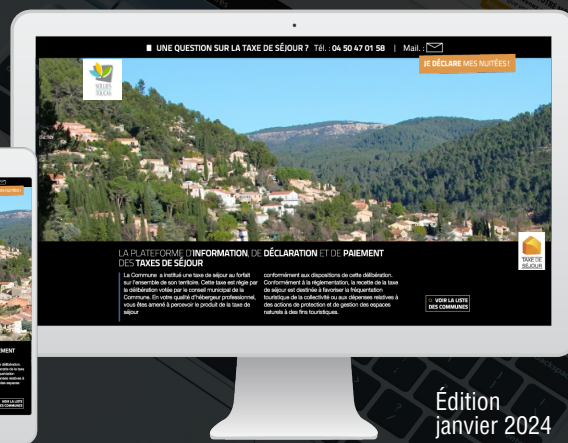 UNE QUESTION SUR LA TAXE DE SÉJOUR ? Tél. : 04 50 47 01 58 | Mail. :
JE DÉCLARE MES NUITÉES !
SOLLIÈS
TOUCAS
LA PLATEFORME D'INFORMATION, DE DÉCLARATION ET DE PAIEMENT
DES TAXES DE SÉJOUR
La Commune a institué une taxe de séjour au forfait
sur l'ensemble de son territoire. Cette taxe est régie par
la délibération votée par le conseil municipal de la
Commune. En votre qualité d'hébergeur professionnel,
vous êtes amené à percevoir le produit de la taxe de
séjour
conformément aux dispositions de cette délibération.
Conformément à la réglementation, la recette de la taxe
de séjour est destinée à favoriser la fréquentation
touristique de la collectivité ou aux dépenses relatives à
des actions de protection et de gestion des espaces
naturels à des fins touristiques.
TAXE DE
SÉJOUR
VOIR LA LISTE
DES COMMUNES
Édition
janvier 2024